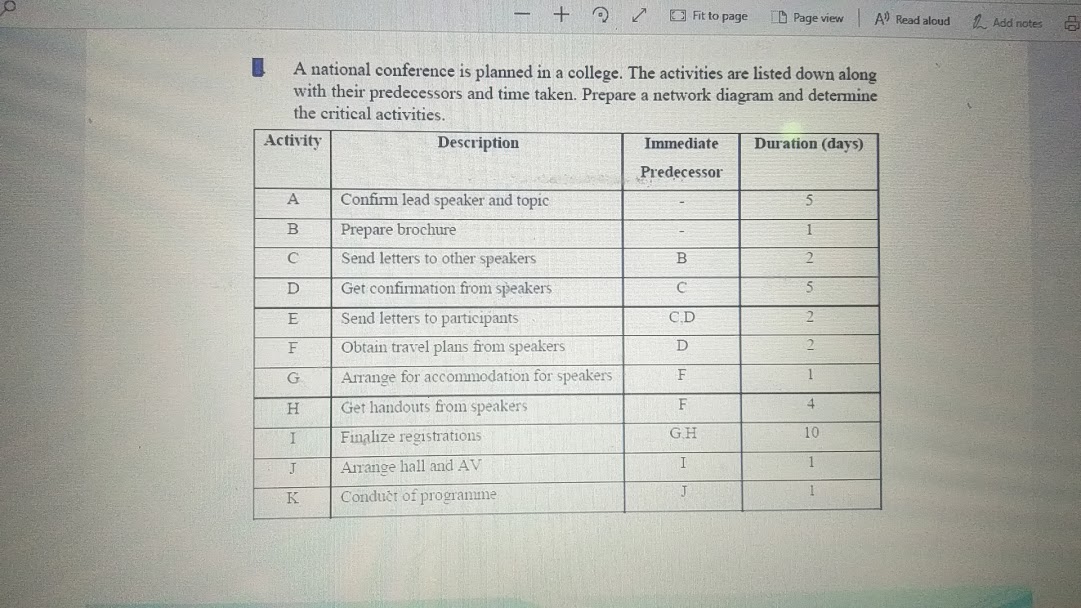 Fit to page Page view Read aloud Add notes
A national conference is planned in a college. The activities are listed down along
with their predecessors and time taken. Prepare a network diagram and determine
the critical activities.
Activity Description Immediate Predecessor Duration (days)
A Confirm lead speaker and topic - 5
B Prepare brochure - 1
C Send letters to other speakers B 2
D Get confirmation from speakers C 5
E Send letters to participants C.D 2
F Obtain travel plans from speakers D 2
G Arrange for accommodation for speakers F 1
H Get handouts from speakers F 4
I Finalize registrations G.H 10
J Arrange hall and AV I 1
K Conduct of programme J 1